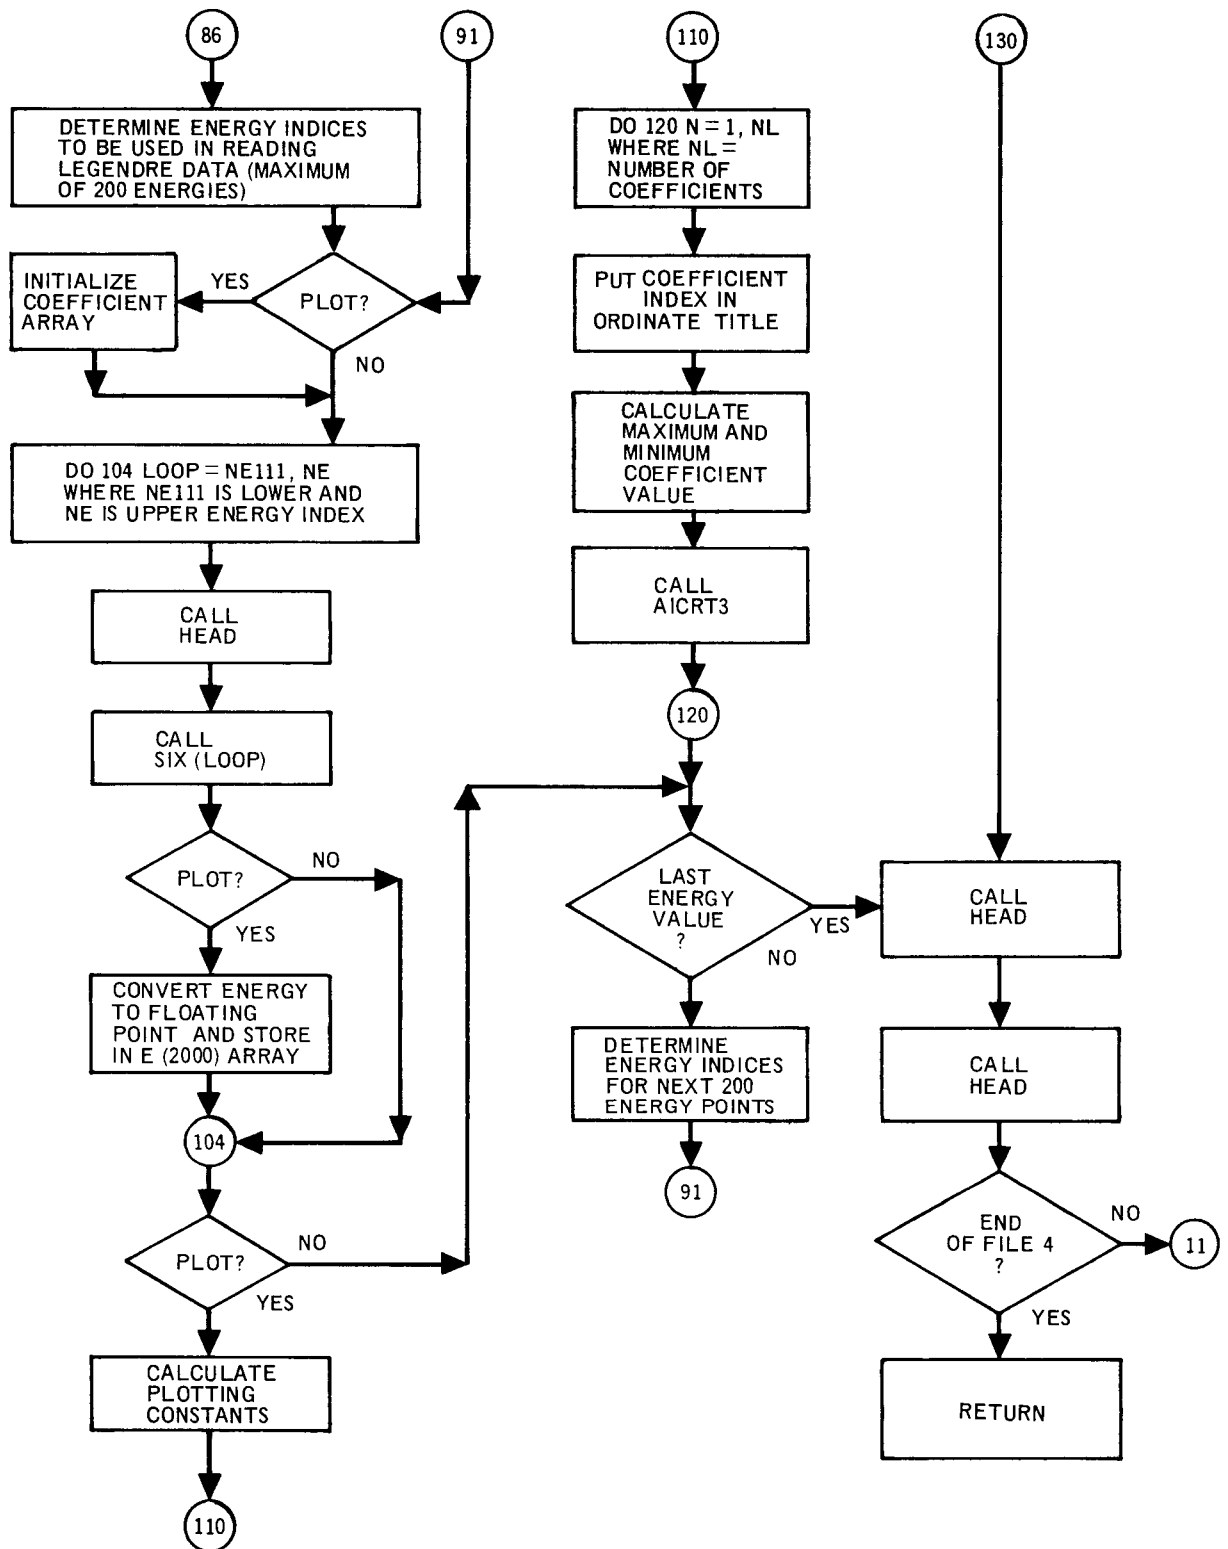 86
DETERMINE ENERGY INDICES
TO BE USED IN READING
LEGENDRE DATA (MAXIMUM
OF 200 ENERGIES)
91
INITIALIZE
COEFFICIENT
ARRAY
YES
PLOT?
NO
DO 104 LOOP = NE111, NE
WHERE NE111 IS LOWER AND
NE IS UPPER ENERGY INDEX
CALL
HEAD
CALL
SIX (LOOP)
PLOT?
NO
YES
CONVERT ENERGY
TO FLOATING
POINT AND STORE
IN E (2000) ARRAY
104
PLOT?
NO
YES
CALCULATE
PLOTTING
CONSTANTS
110
110
DO 120 N = 1, NL
WHERE NL =
NUMBER OF
COEFFICIENTS
PUT COEFFICIENT
INDEX IN
ORDINATE TITLE
CALCULATE
MAXIMUM AND
MINIMUM
COEFFICIENT
VALUE
CALL
AICRT3
120
LAST
ENERGY
VALUE
?
YES
NO
DETERMINE
ENERGY INDICES
FOR NEXT 200
ENERGY POINTS
91
130
CALL
HEAD
CALL
HEAD
END
OF FILE 4
?
NO
11
YES
RETURN